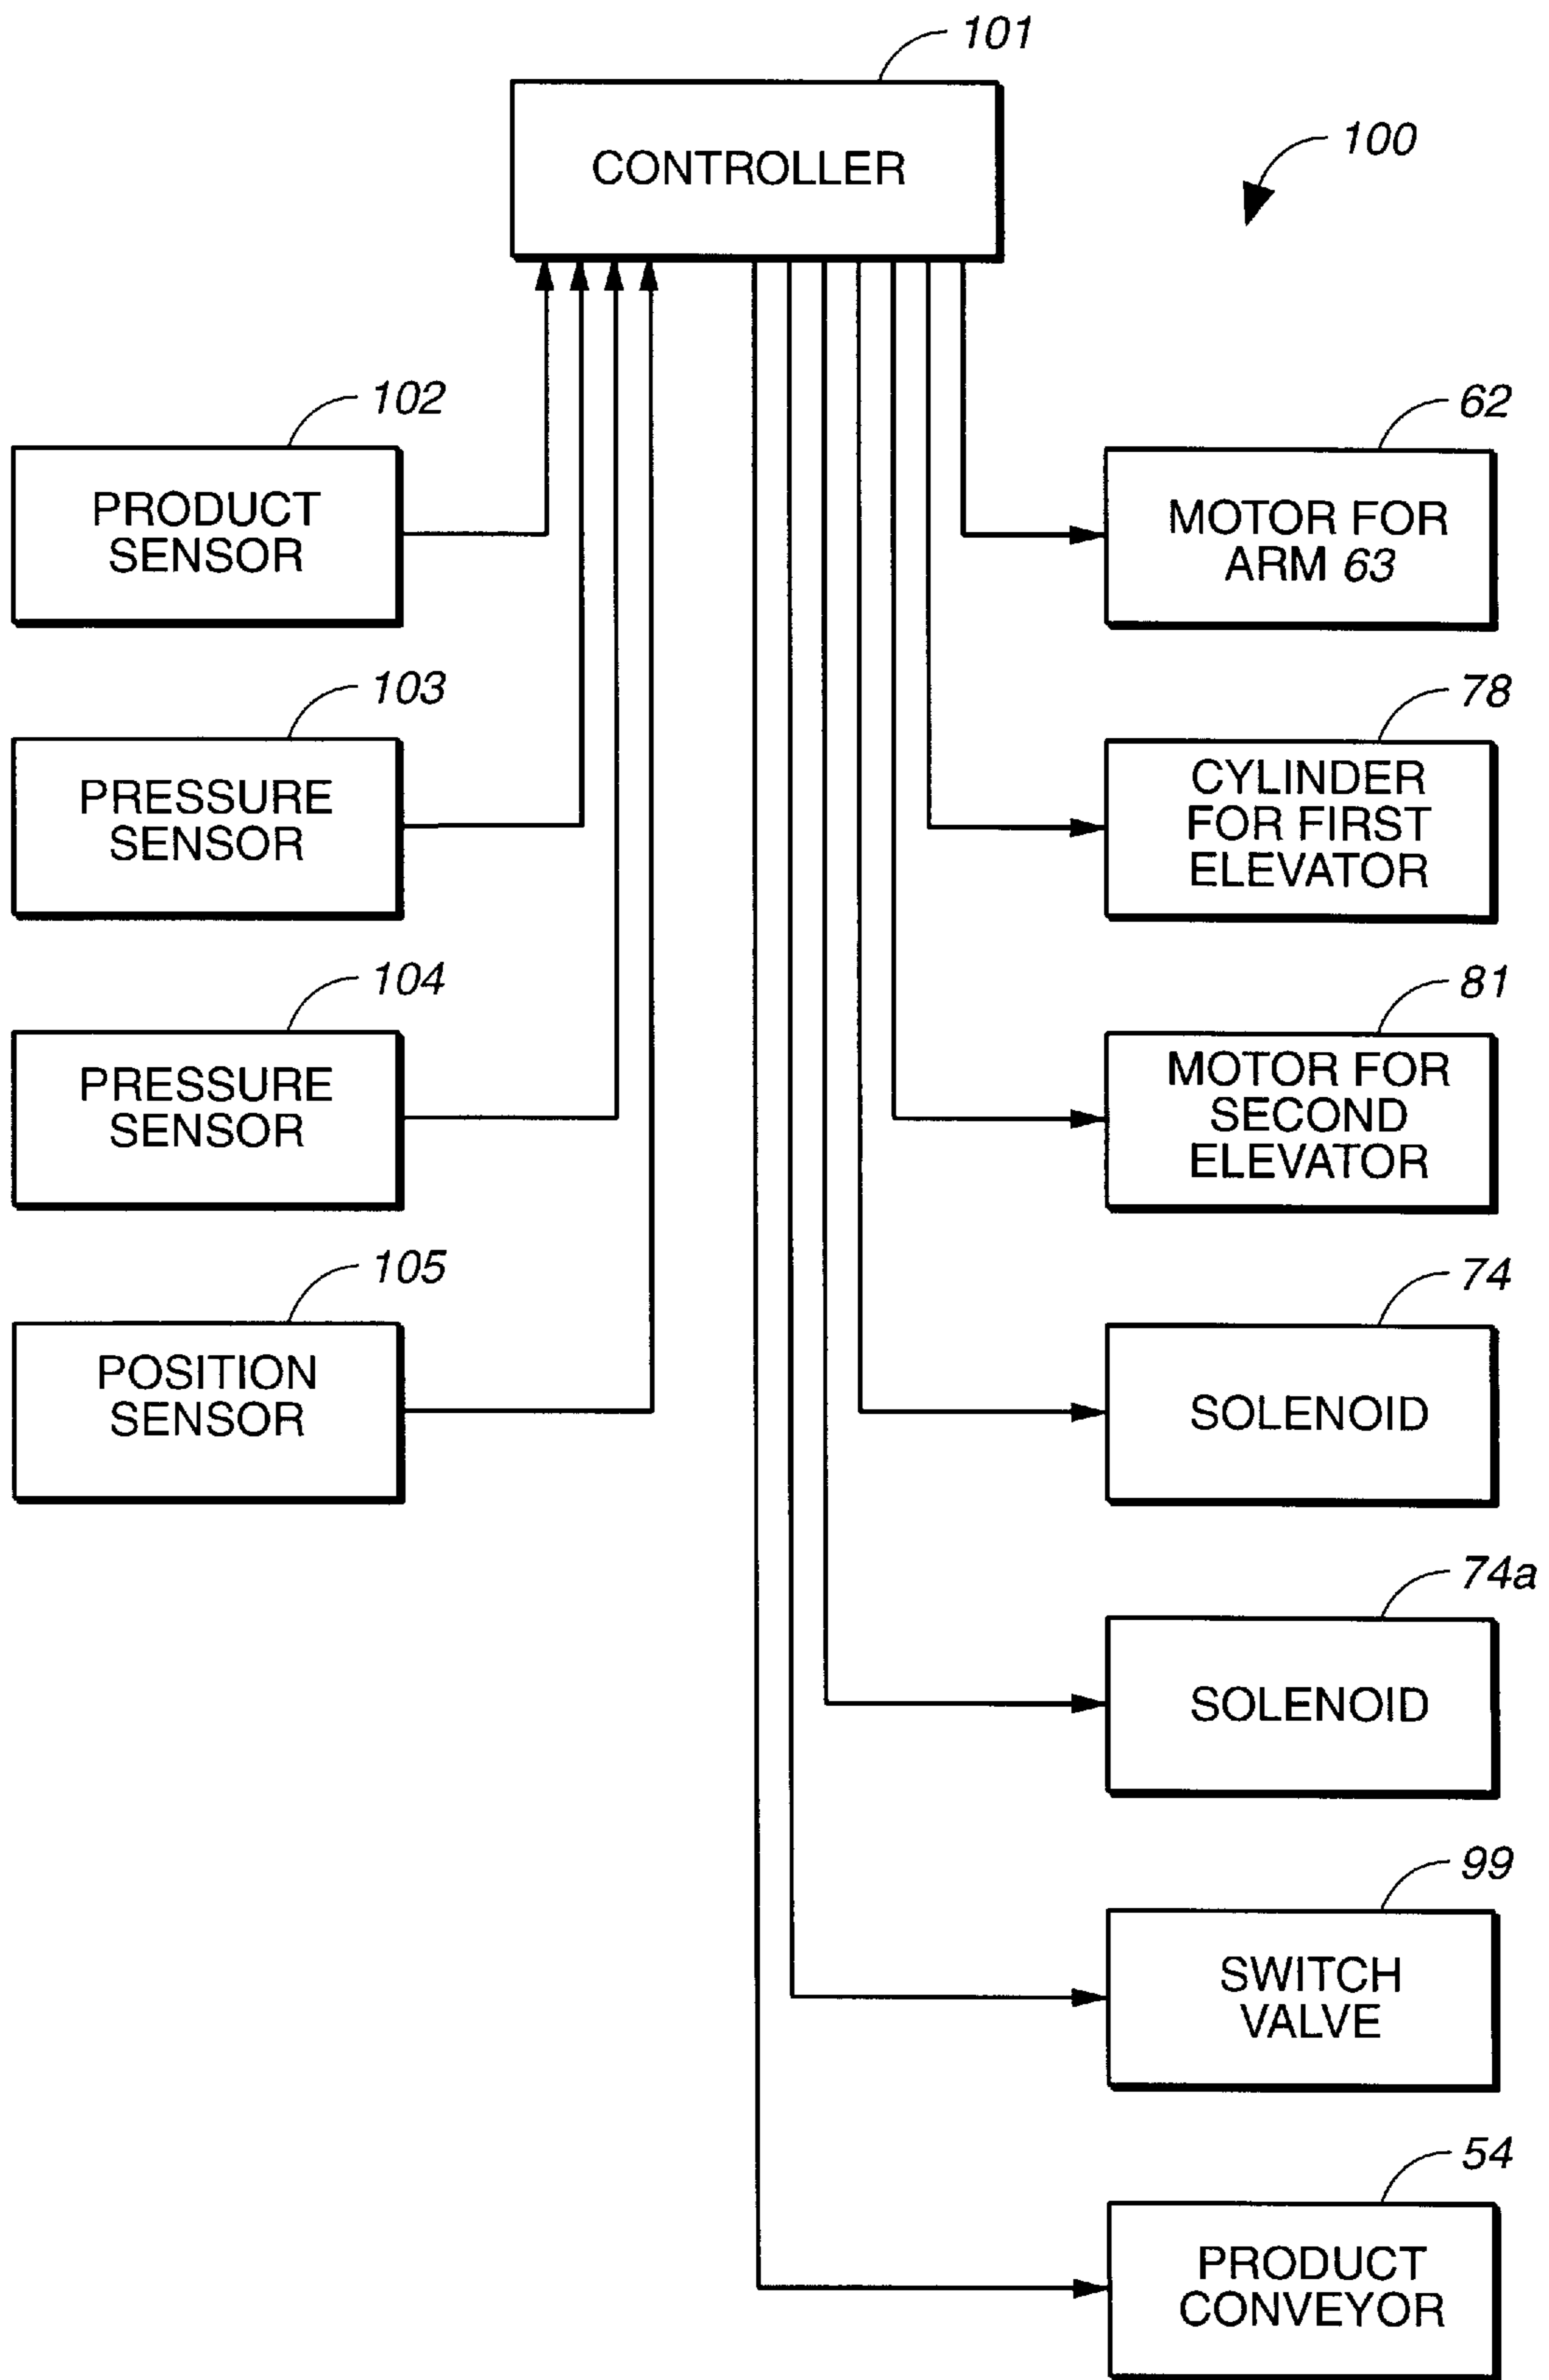 101
CONTROLLER
100
102
PRODUCT
SENSOR
103
PRESSURE
SENSOR
104
PRESSURE
SENSOR
105
POSITION
SENSOR
62
MOTOR FOR
ARM 63
78
CYLINDER
FOR FIRST
ELEVATOR
81
MOTOR FOR
SECOND
ELEVATOR
74
SOLENOID
74a
SOLENOID
99
SWITCH
VALVE
54
PRODUCT
CONVEYOR